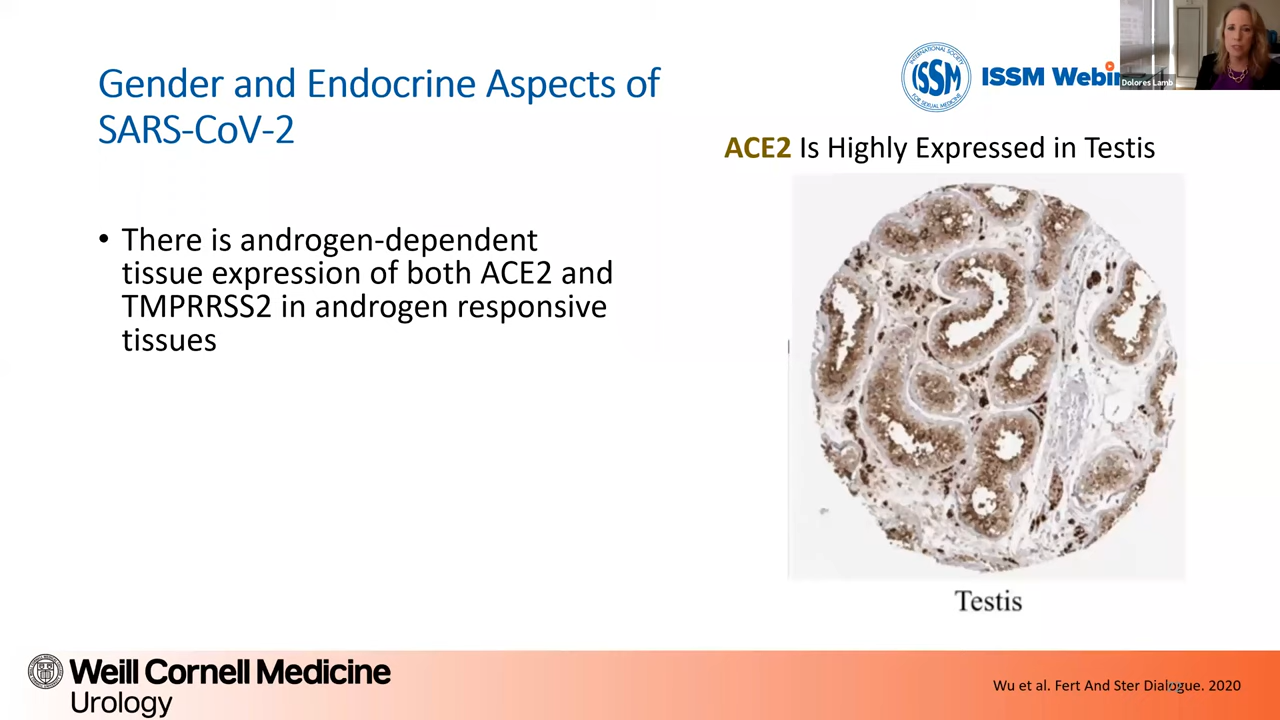 Gender and Endocrine Aspects of
SARS-CoV-2
ISSM
ISSM Webin
Dolores Lamb
ACE2 Is Highly Expressed in Testis
• There is androgen-dependent
tissue expression of both ACE2 and
TMPRRSS2 in androgen responsive
tissues
Testis
Weill Cornell Medicine
Urology
Wu et al. Fert And Ster Dialogue. 2020